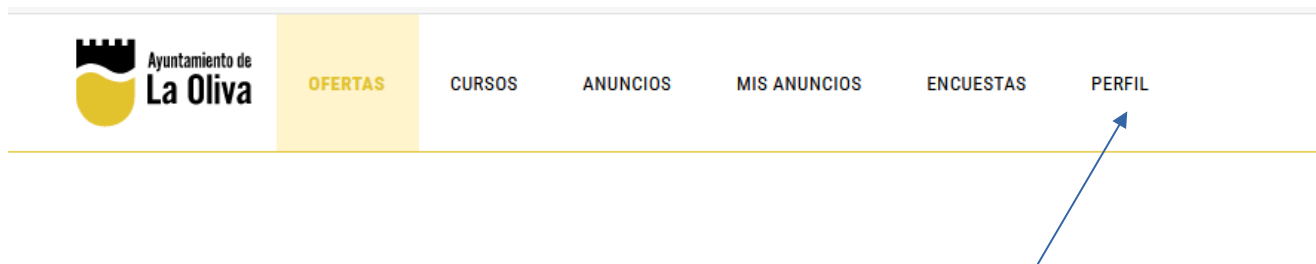 Ayuntamiento de
La Oliva
OFERTAS
CURSOS
ANUNCIOS
MIS ANUNCIOS
ENCUESTAS
PERFIL